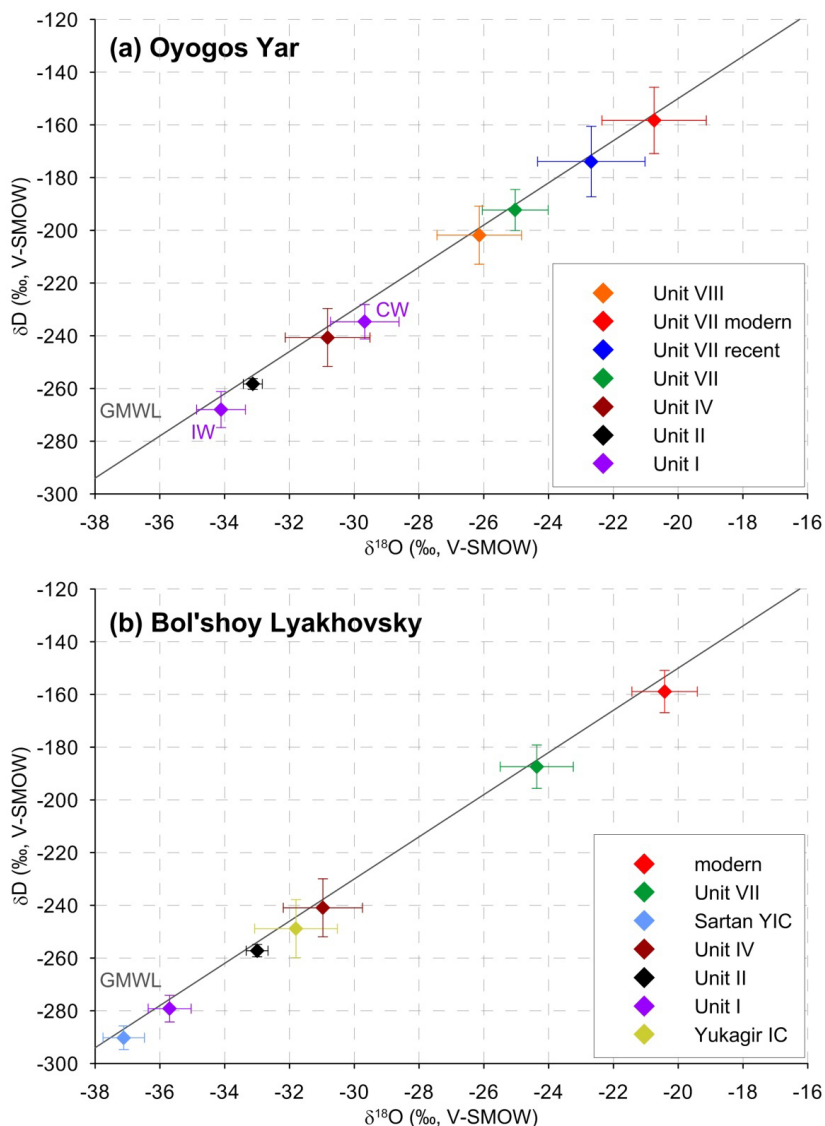 (a) Oyogos Yar
-120
-140
-160
-180
-200
-220
-240
-260
-280
-300
δD (‰, V-SMOW)
CW
GMWL
IW
Unit VIII
Unit VII modern
Unit VII recent
Unit VII
Unit IV
Unit II
Unit I
-38 -36 -34 -32 -30 -28 -26 -24 -22 -20 -18 -16
δ¹⁸O (‰, V-SMOW)
(b) Bol'shoy Lyakhovsky
-120
-140
-160
-180
-200
-220
-240
-260
-280
-300
δD (‰, V-SMOW)
GMWL
modern
Unit VII
Sartan YIC
Unit IV
Unit II
Unit I
Yukagir IC
-38 -36 -34 -32 -30 -28 -26 -24 -22 -20 -18 -16
δ¹⁸O (‰, V-SMOW)